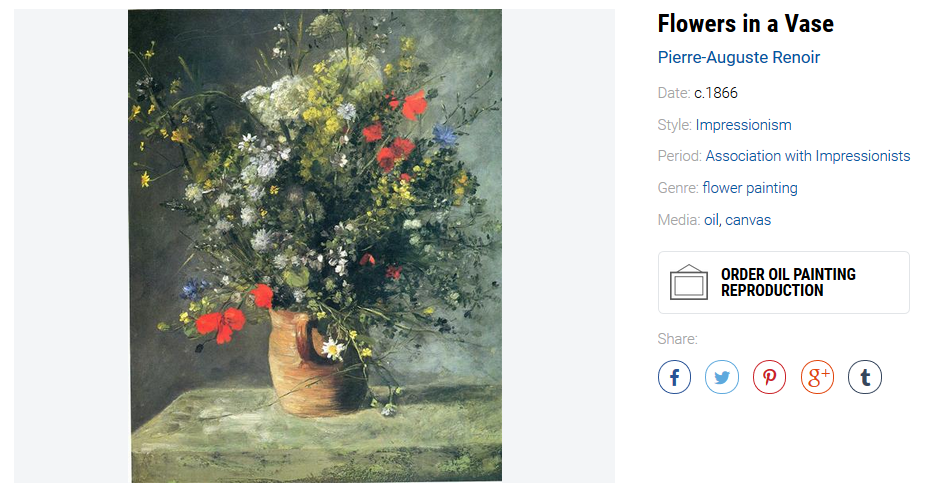 Flowers in a Vase
Pierre-Auguste Renoir
Date: c.1866
Style: Impressionism
Period: Association with Impressionists
Genre: flower painting
Media: oil, canvas
ORDER OIL PAINTING
REPRODUCTION
Share:
f
g+
t